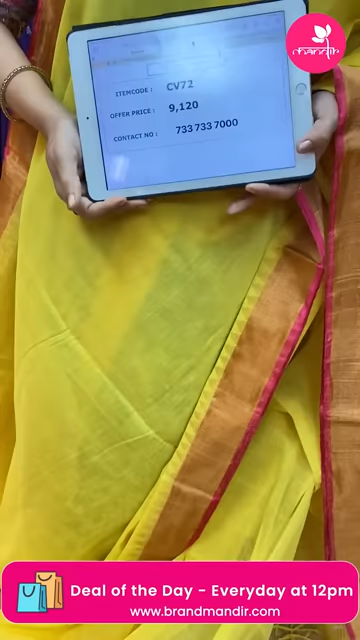 mandir
ITEMCODE : CV72
OFFER PRICE : 9,120
CONTACT NO : 733 733 7000
Deal of the Day - Everyday at 12pm
www.brandmandir.com